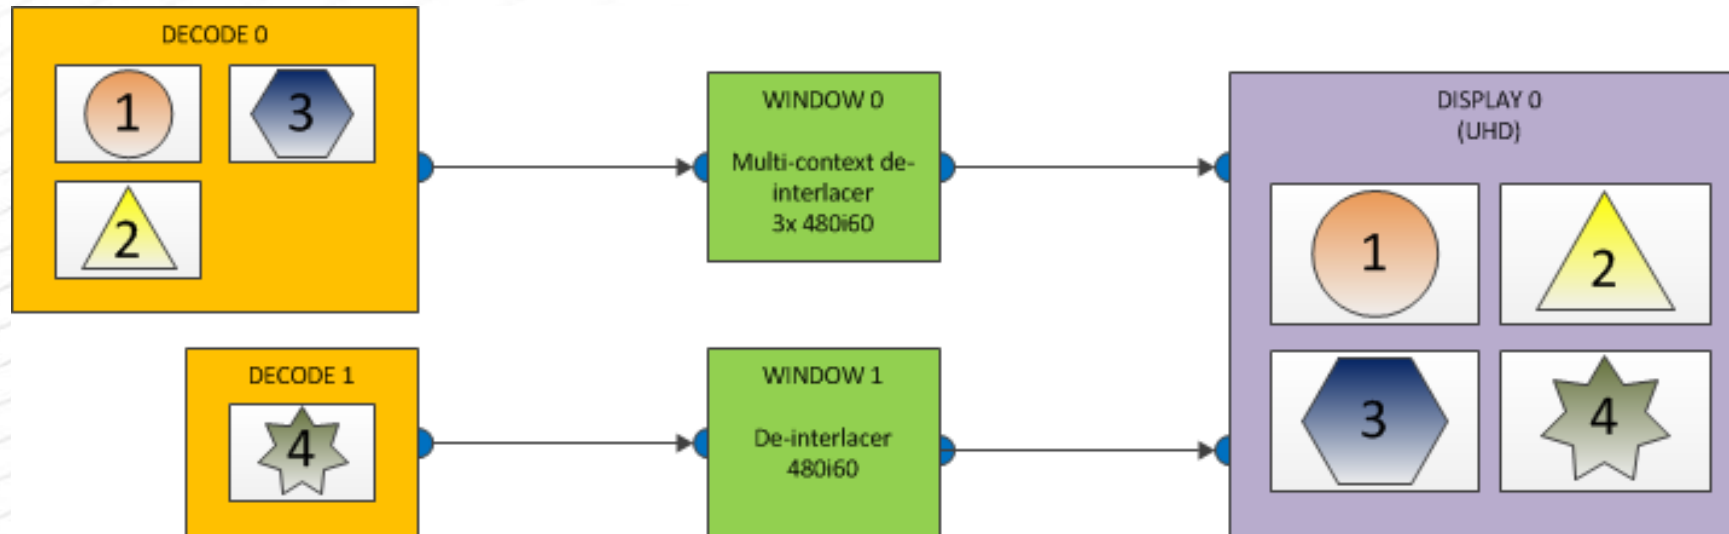 DECODE 0
1
3
2
WINDOW 0
Multi-context de-
interlacer
3x 480i60
DISPLAY 0
(UHD)
1
2
3
4
DECODE 1
4
WINDOW 1
De-interlacer
480i60